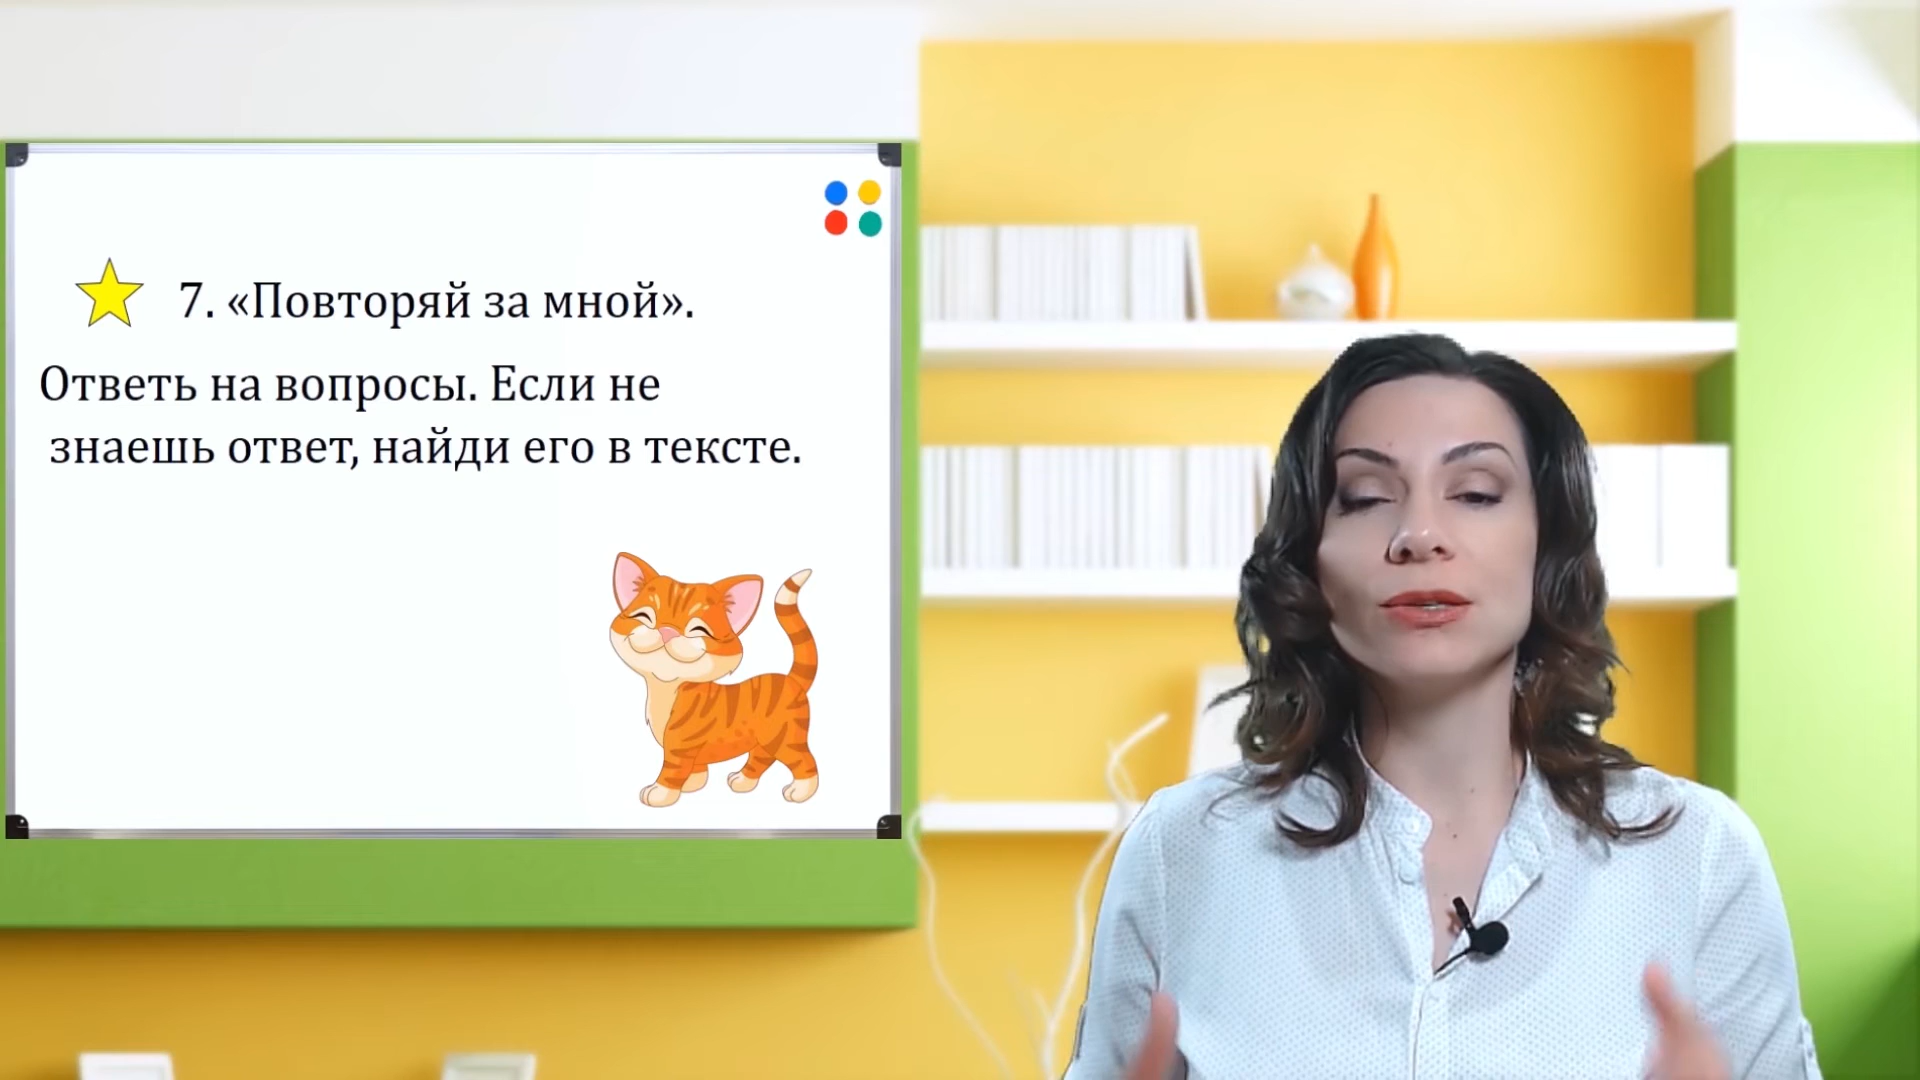 7. «Повторяй за мной».
Ответь на вопросы. Если не
знаешь ответ, найди его в тексте.